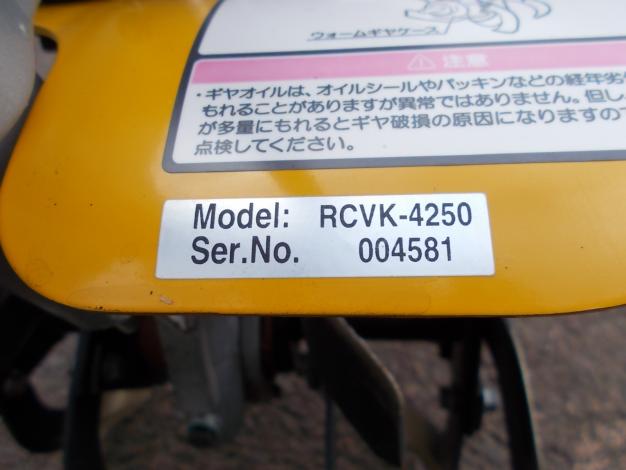 ウォームギヤケース
注意
・ギヤオイルは、オイルシールやパッキンなどの経年劣
もれることがありますが異常ではありません。但し
が多量にもれるとギヤ破損の原因になりますので
点検してください。
Model: RCVK-4250
Ser.No. 004581